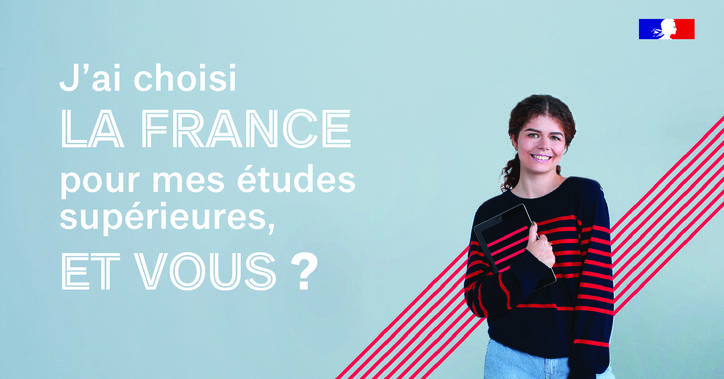 J’ai choisi
LA FRANCE
pour mes études
supérieures,
ET VOUS ?